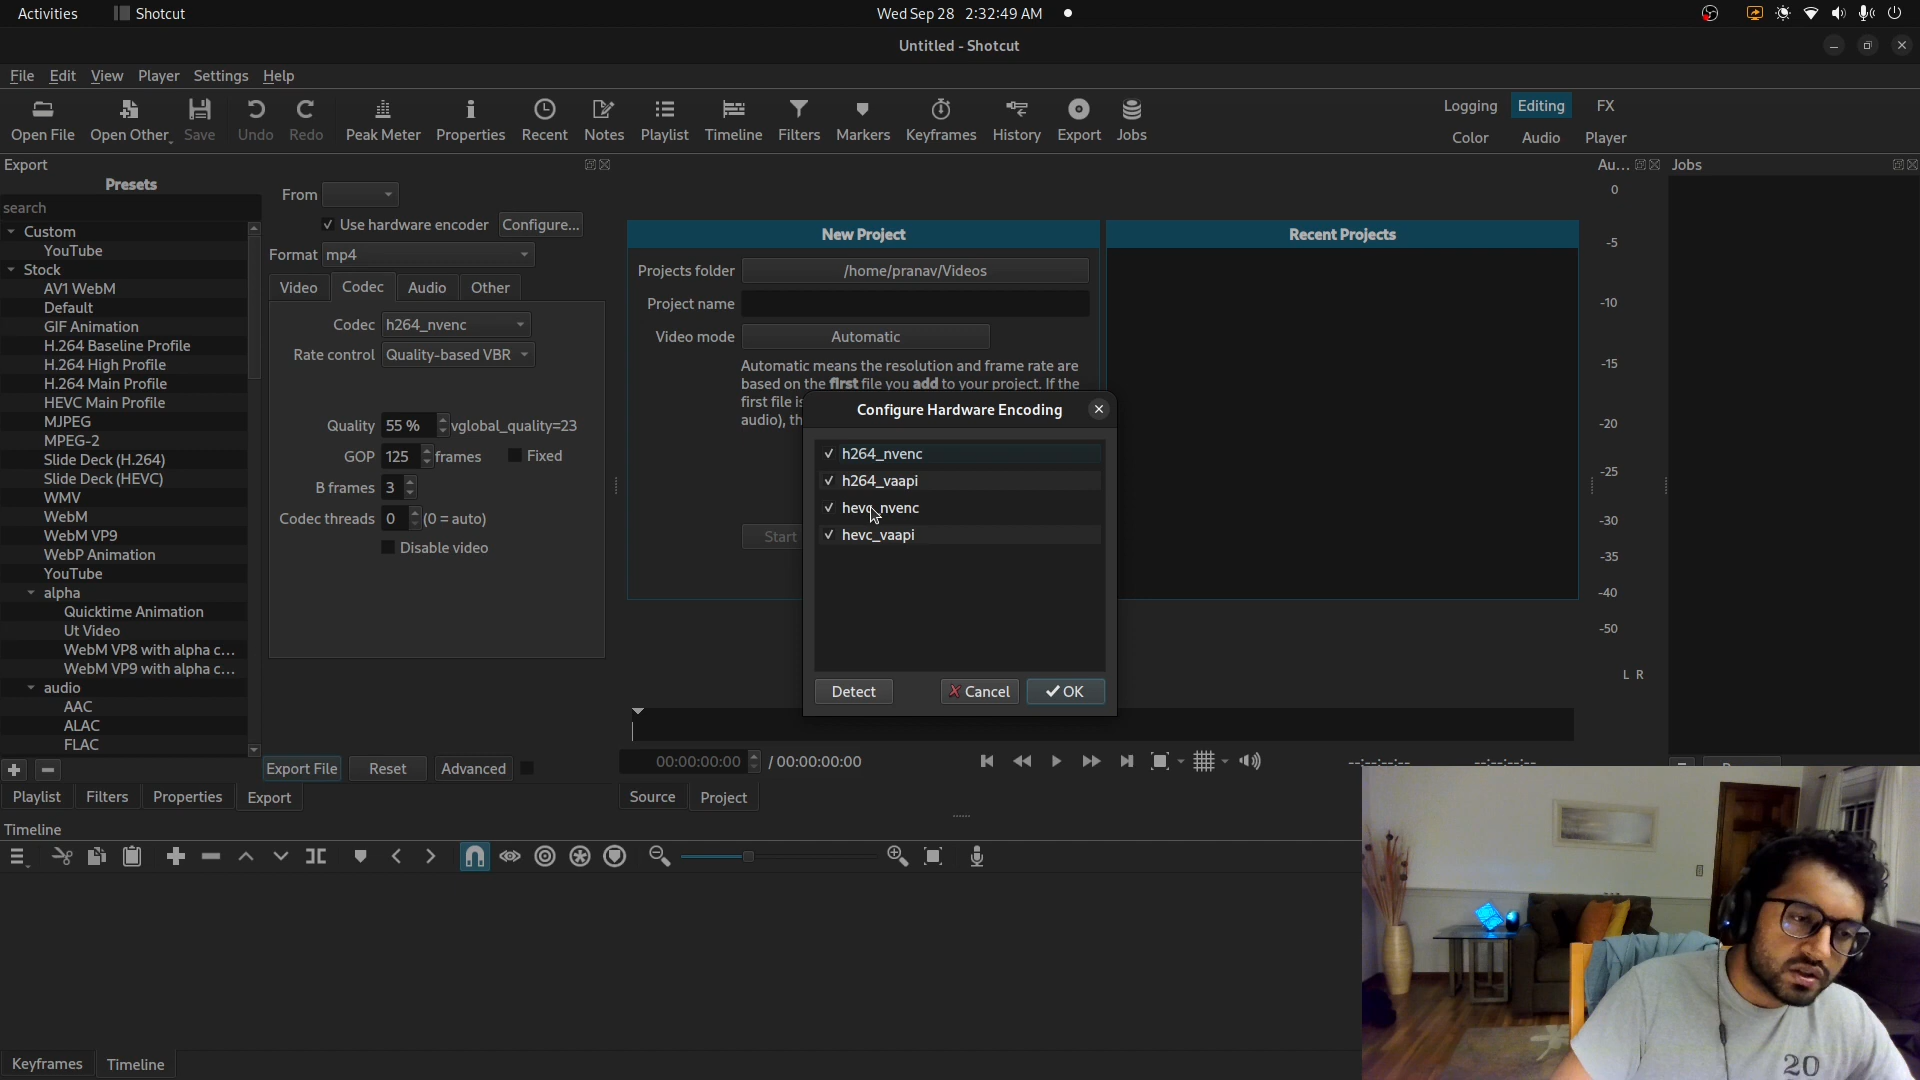 Activities Shotcut Wed Sep 28 2:32:49 AM
Untitled - Shotcut
File Edit View Player Settings Help
Open File Open Other Save Undo Redo Peak Meter Properties Recent Notes Playlist Timeline Filters Markers Keyframes History Export Jobs
Logging Editing FX
Color Audio Player
Export
Presets
search
Custom
YouTube
Stock
AV1 WebM
Default
GIF Animation
H.264 Baseline Profile
H.264 High Profile
H.264 Main Profile
HEVC Main Profile
MJPEG
MPEG-2
Slide Deck (H.264)
Slide Deck (HEVC)
WMV
WebM
WebM VP9
WebP Animation
YouTube
alpha
Quicktime Animation
Ut Video
WebM VP8 with alpha c...
WebM VP9 with alpha c...
audio
AAC
ALAC
FLAC
From
Use hardware encoder Configure...
Format mp4
Video Codec Audio Other
Codec h264_nvenc
Rate control Quality-based VBR
Quality 55 % vglobal_quality=23
GOP 125 frames Fixed
B frames 3
Codec threads 0 (0 = auto)
Disable video
Export File Reset Advanced
Playlist Filters Properties Export
New Project
Projects folder /home/pranav/Videos
Project name
Video mode Automatic
Automatic means the resolution and frame rate are
based on the first file you add to your project. If the
first file is
audio), th
Start
Recent Projects
Configure Hardware Encoding
h264_nvenc
h264_vaapi
hevc_nvenc
hevc_vaapi
Detect Cancel OK
00:00:00:00 / 00:00:00:00 --:--:--:-- --:--:--:--
Source Project
Au...
0
-5
-10
-15
-20
-25
-30
-35
-40
-50
L R
Jobs
Timeline
Keyframes Timeline
20